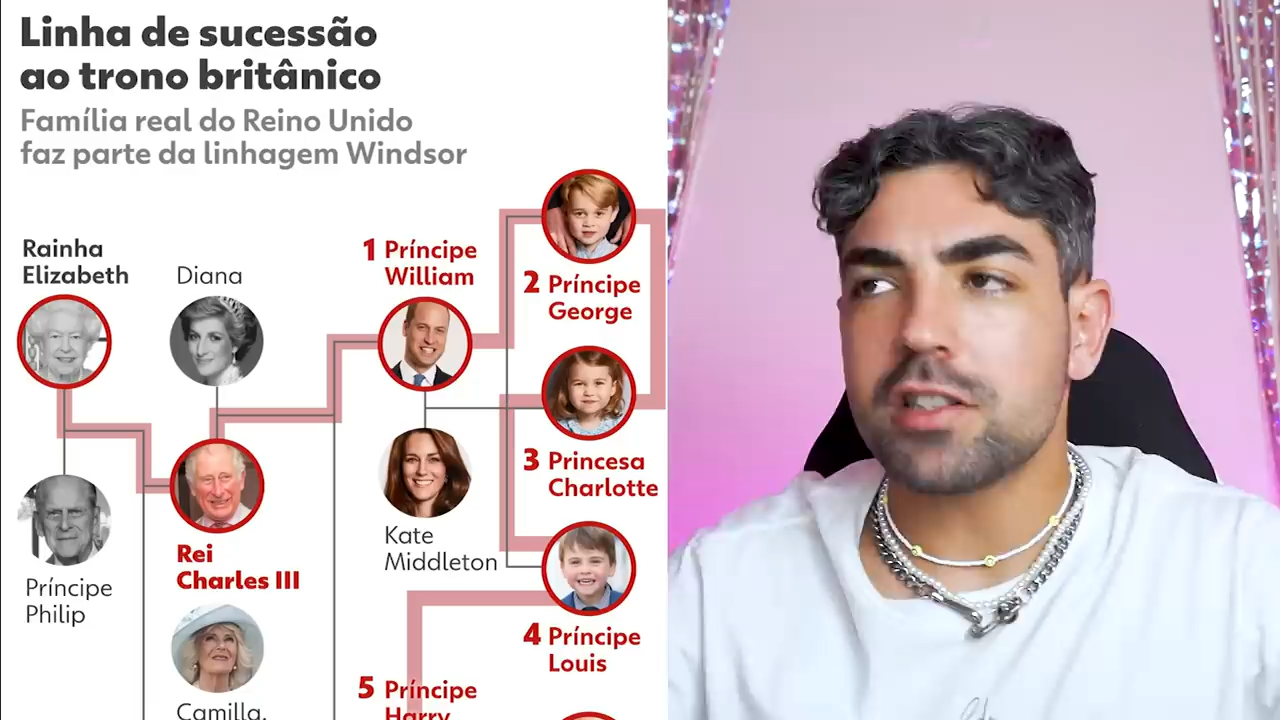 Linha de sucessão
ao trono britânico
Família real do Reino Unido
faz parte da linhagem Windsor
Rainha
Elizabeth
Diana
1 Príncipe
William
2 Príncipe
George
3 Princesa
Charlotte
Kate
Middleton
Rei
Charles III
Príncipe
Philip
4 Príncipe
Louis
5 Príncipe
Harry
Camilla,